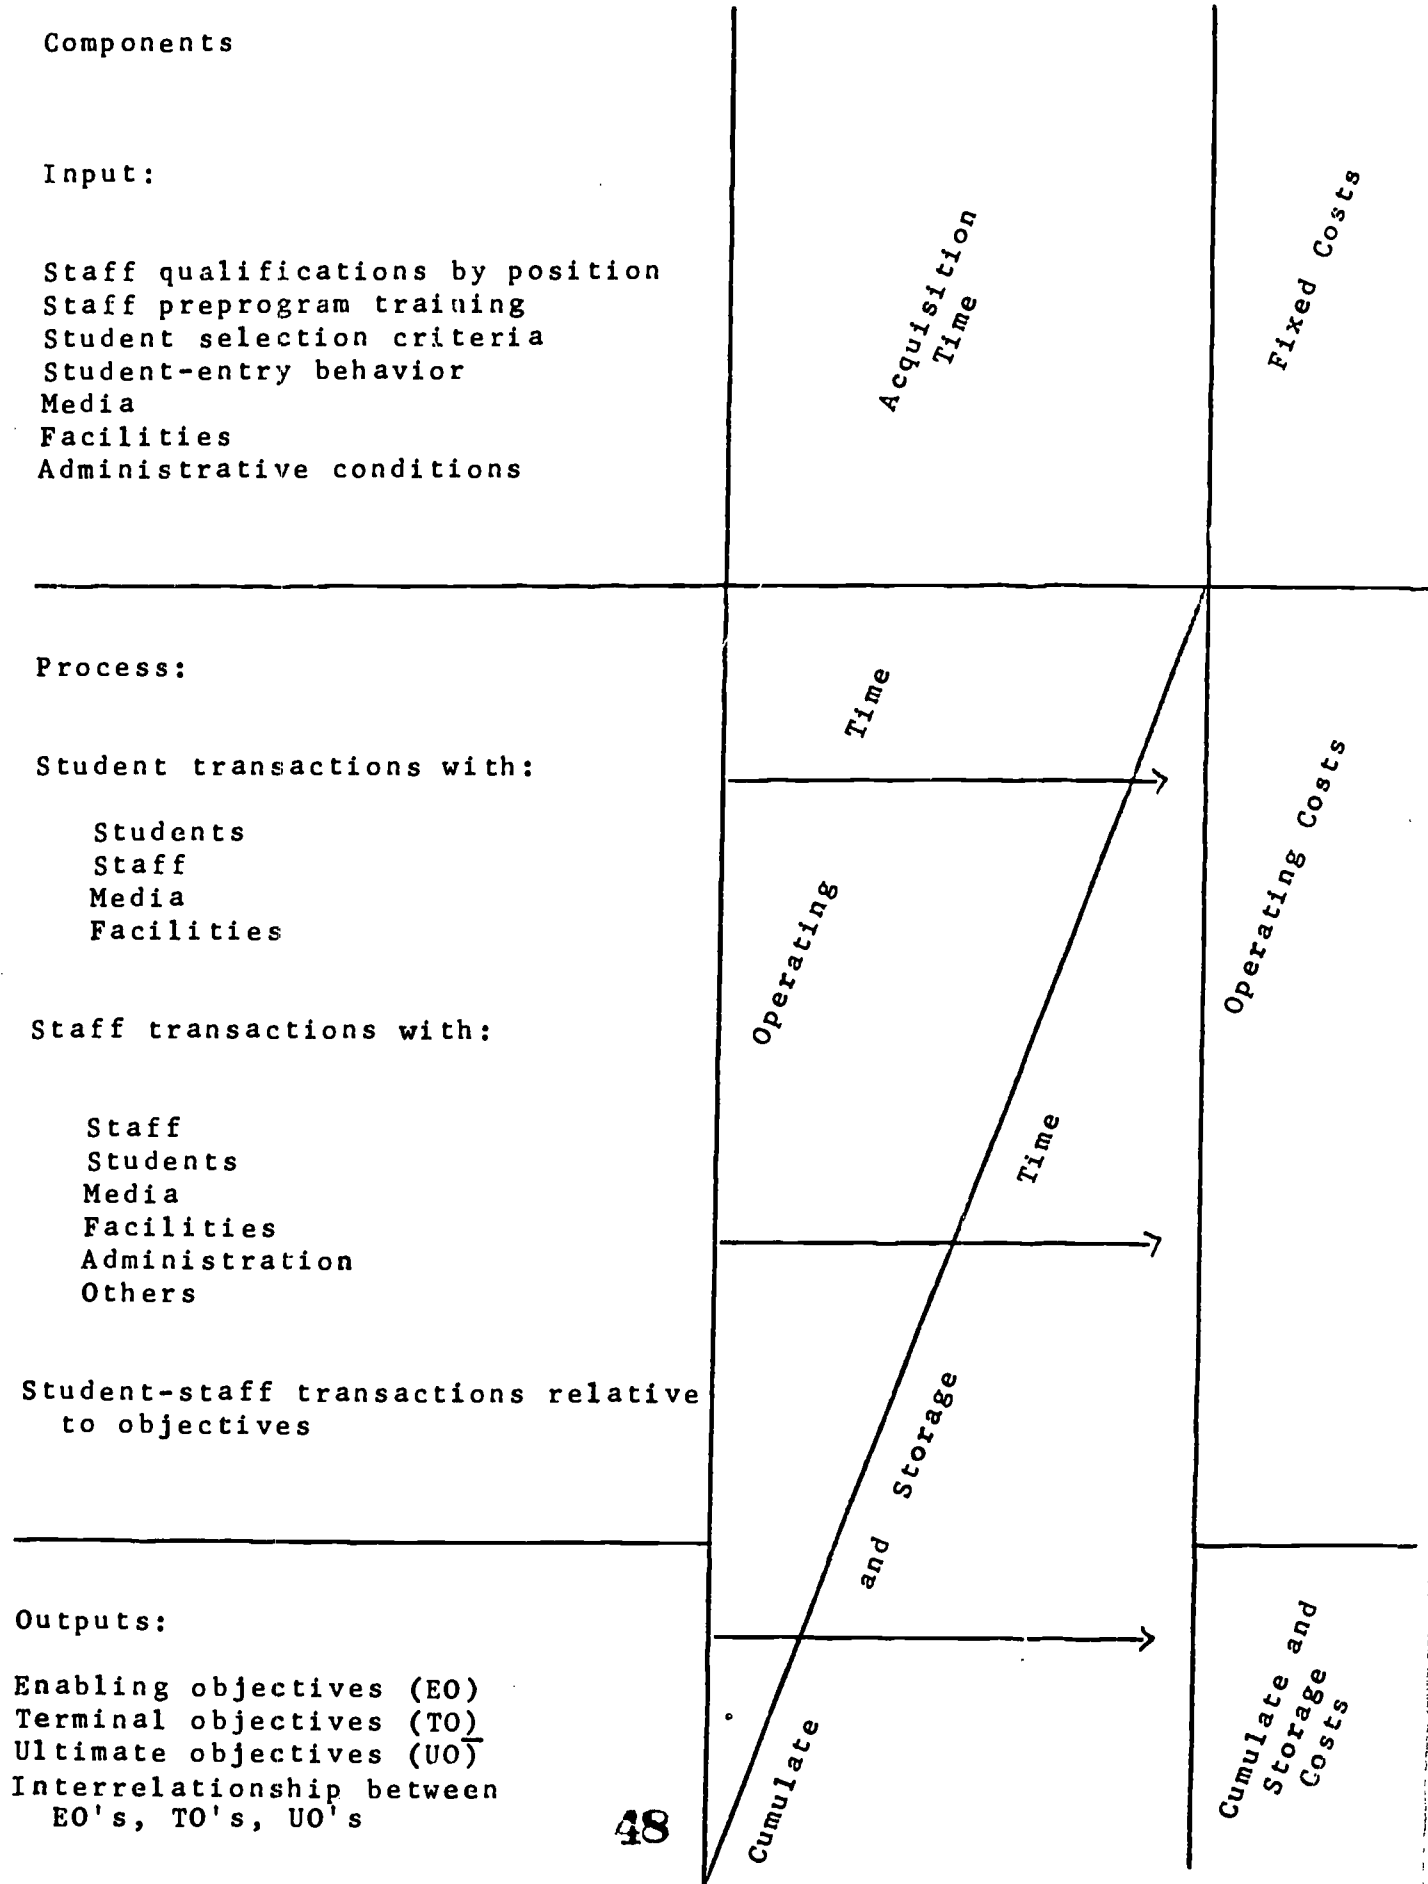 Components
Input:
Staff qualifications by position
Staff preprogram training
Student selection criteria
Student-entry behavior
Media
Facilities
Administrative conditions
Acquisition
Time
Fixed Costs
Process:
Student transactions with:
Students
Staff
Media
Facilities
Staff transactions with:
Staff
Students
Media
Facilities
Administration
Others
Student-staff transactions relative
to objectives
Operating Time
Operating Costs
Outputs:
Enabling objectives (EO)
Terminal objectives (TO)
Ultimate objectives (UO)
Interrelationship between
EO's, TO's, UO's
Cumulate and Storage Time
Cumulate and
Storage
Costs
48